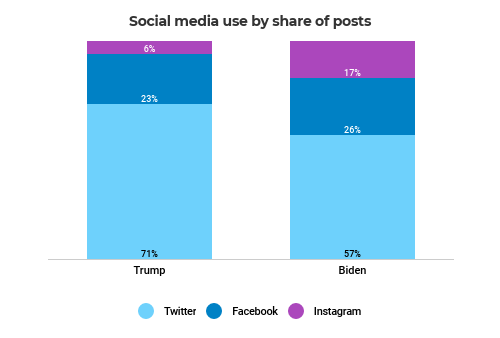 Social media use by share of posts
6%
17%
23%
26%
71%
57%
Trump
Biden
Twitter Facebook Instagram